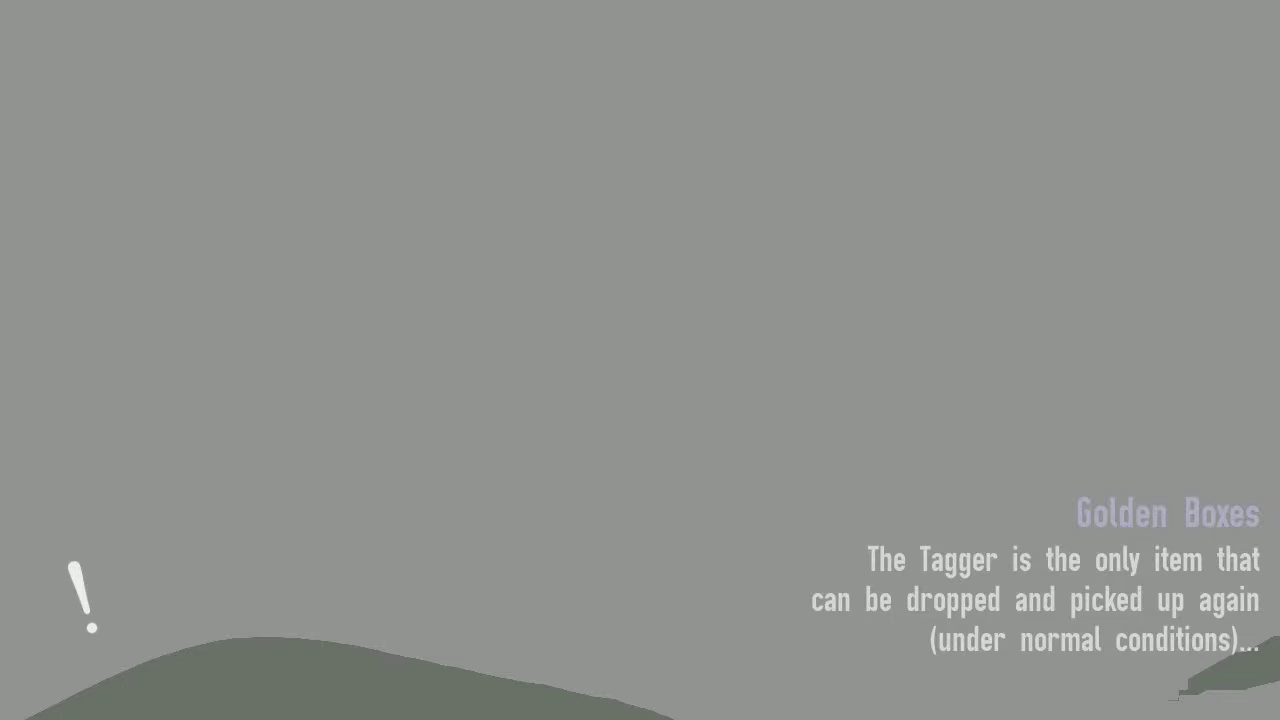 !
Golden Boxes
The Tagger is the only item that
can be dropped and picked up again
(under normal conditions)...